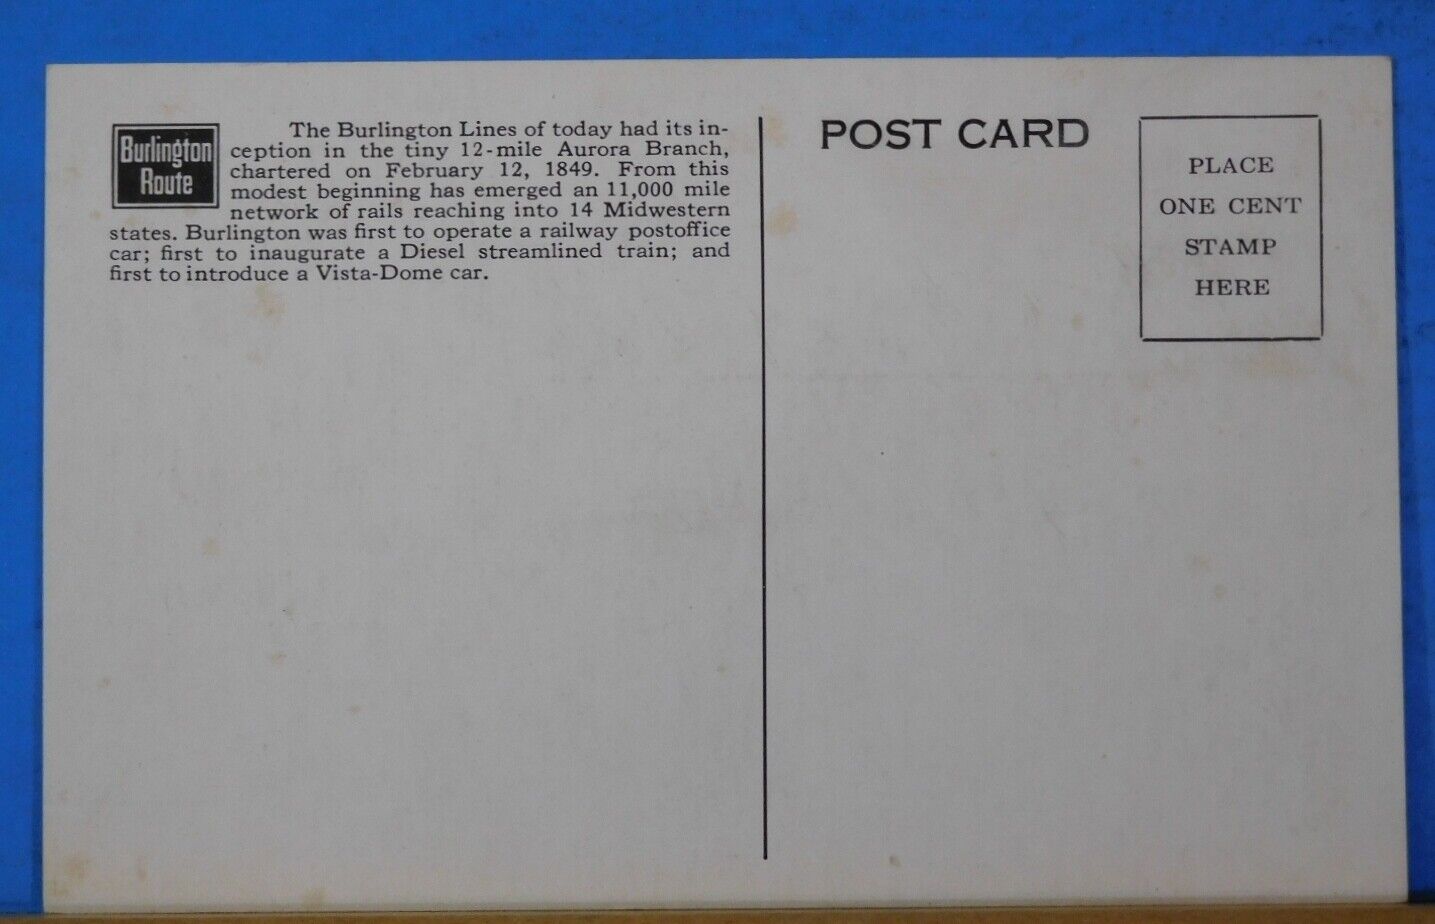 Burlington
Route
The Burlington Lines of today had its in-
ception in the tiny 12-mile Aurora Branch,
chartered on February 12, 1849. From this
modest beginning has emerged an 11,000 mile
network of rails reaching into 14 Midwestern
states. Burlington was first to operate a railway postoffice
car; first to inaugurate a Diesel streamlined train; and
first to introduce a Vista-Dome car.
POST CARD
PLACE
ONE CENT
STAMP
HERE